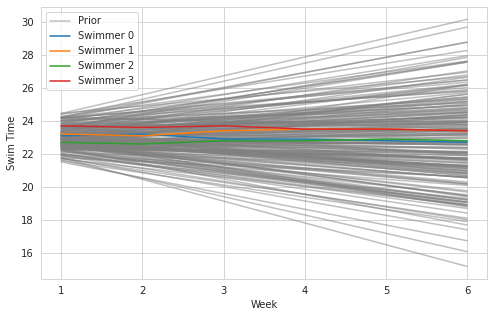 Prior
Swimmer 0
Swimmer 1
Swimmer 2
Swimmer 3
30
28
26
24
22
20
18
16
Swim Time
1 2 3 4 5 6
Week